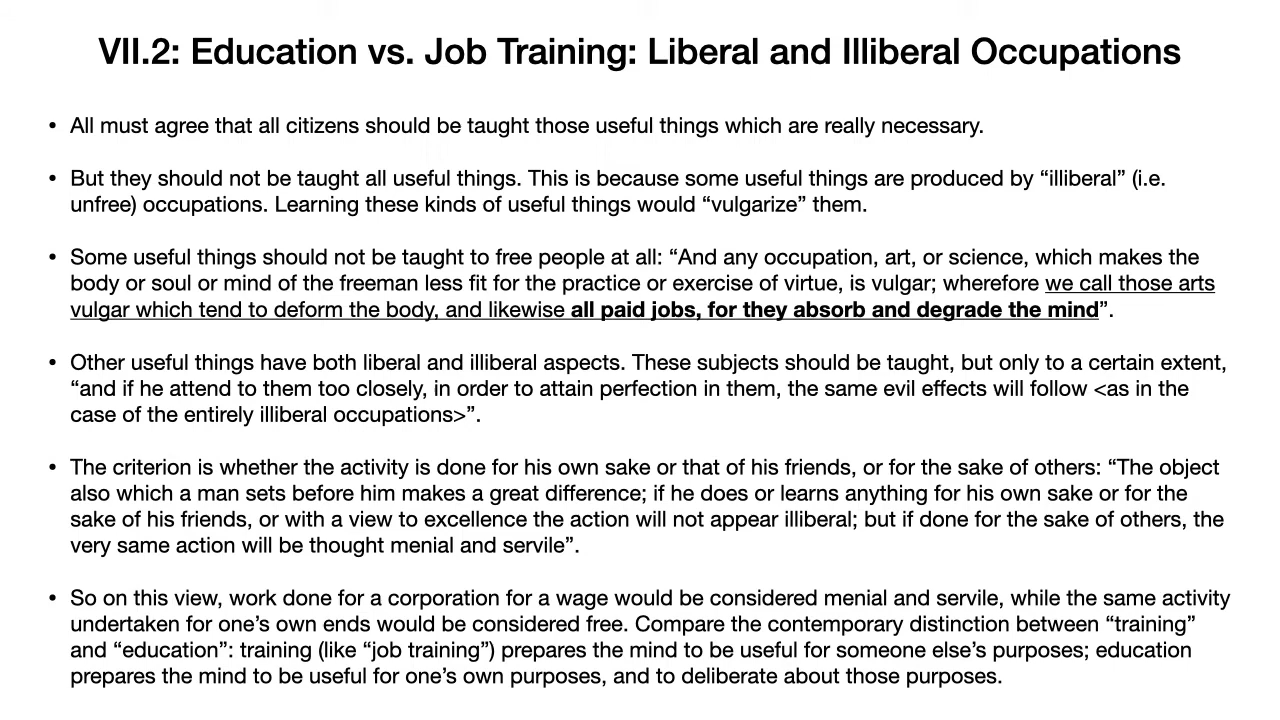 VII.2: Education vs. Job Training: Liberal and Illiberal Occupations
• All must agree that all citizens should be taught those useful things which are really necessary.
• But they should not be taught all useful things. This is because some useful things are produced by “illiberal” (i.e.
unfree) occupations. Learning these kinds of useful things would “vulgarize” them.
• Some useful things should not be taught to free people at all: “And any occupation, art, or science, which makes the
body or soul or mind of the freeman less fit for the practice or exercise of virtue, is vulgar; wherefore we call those arts
vulgar which tend to deform the body, and likewise all paid jobs, for they absorb and degrade the mind”.
• Other useful things have both liberal and illiberal aspects. These subjects should be taught, but only to a certain extent,
“and if he attend to them too closely, in order to attain perfection in them, the same evil effects will follow <as in the
case of the entirely illiberal occupations>”.
• The criterion is whether the activity is done for his own sake or that of his friends, or for the sake of others: “The object
also which a man sets before him makes a great difference; if he does or learns anything for his own sake or for the
sake of his friends, or with a view to excellence the action will not appear illiberal; but if done for the sake of others, the
very same action will be thought menial and servile”.
• So on this view, work done for a corporation for a wage would be considered menial and servile, while the same activity
undertaken for one’s own ends would be considered free. Compare the contemporary distinction between “training”
and “education”: training (like “job training”) prepares the mind to be useful for someone else’s purposes; education
prepares the mind to be useful for one’s own purposes, and to deliberate about those purposes.